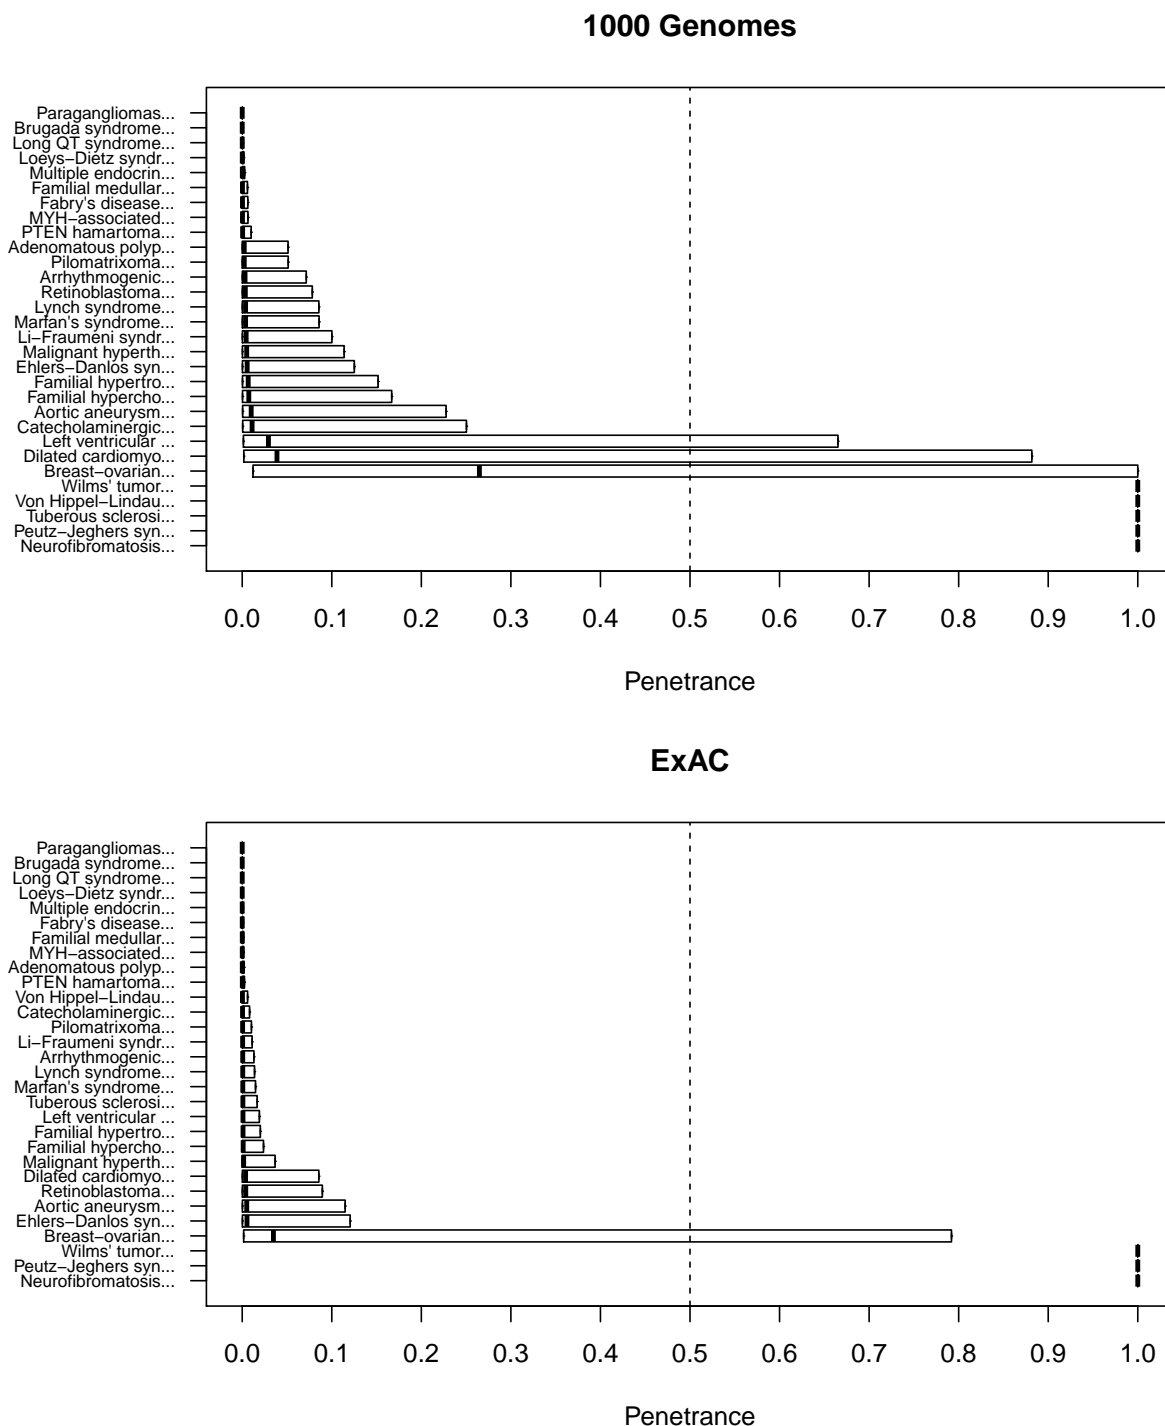 1000 Genomes
Paragangliomas...
Brugada syndrome...
Long QT syndrome...
Loeys−Dietz syndr...
Multiple endocrin...
Familial medullar...
Fabry's disease...
MYH−associated...
PTEN hamartoma...
Adenomatous polyp...
Pilomatrixoma...
Arrhythmogenic...
Retinoblastoma...
Lynch syndrome...
Marfan's syndrome...
Li−Fraumeni syndr...
Malignant hyperth...
Ehlers−Danlos syn...
Familial hypertro...
Familial hypercho...
Aortic aneurysm...
Catecholaminergic...
Left ventricular ...
Dilated cardiomyo...
Breast−ovarian...
Wilms' tumor...
Von Hippel−Lindau...
Tuberous sclerosi...
Peutz−Jeghers syn...
Neurofibromatosis...
0.0 0.1 0.2 0.3 0.4 0.5 0.6 0.7 0.8 0.9 1.0
Penetrance
ExAC
Paragangliomas...
Brugada syndrome...
Long QT syndrome...
Loeys−Dietz syndr...
Multiple endocrin...
Fabry's disease...
Familial medullar...
MYH−associated...
Adenomatous polyp...
PTEN hamartoma...
Von Hippel−Lindau...
Catecholaminergic...
Pilomatrixoma...
Li−Fraumeni syndr...
Arrhythmogenic...
Lynch syndrome...
Marfan's syndrome...
Tuberous sclerosi...
Left ventricular ...
Familial hypertro...
Familial hypercho...
Malignant hyperth...
Dilated cardiomyo...
Retinoblastoma...
Aortic aneurysm...
Ehlers−Danlos syn...
Breast−ovarian...
Wilms' tumor...
Peutz−Jeghers syn...
Neurofibromatosis...
0.0 0.1 0.2 0.3 0.4 0.5 0.6 0.7 0.8 0.9 1.0
Penetrance